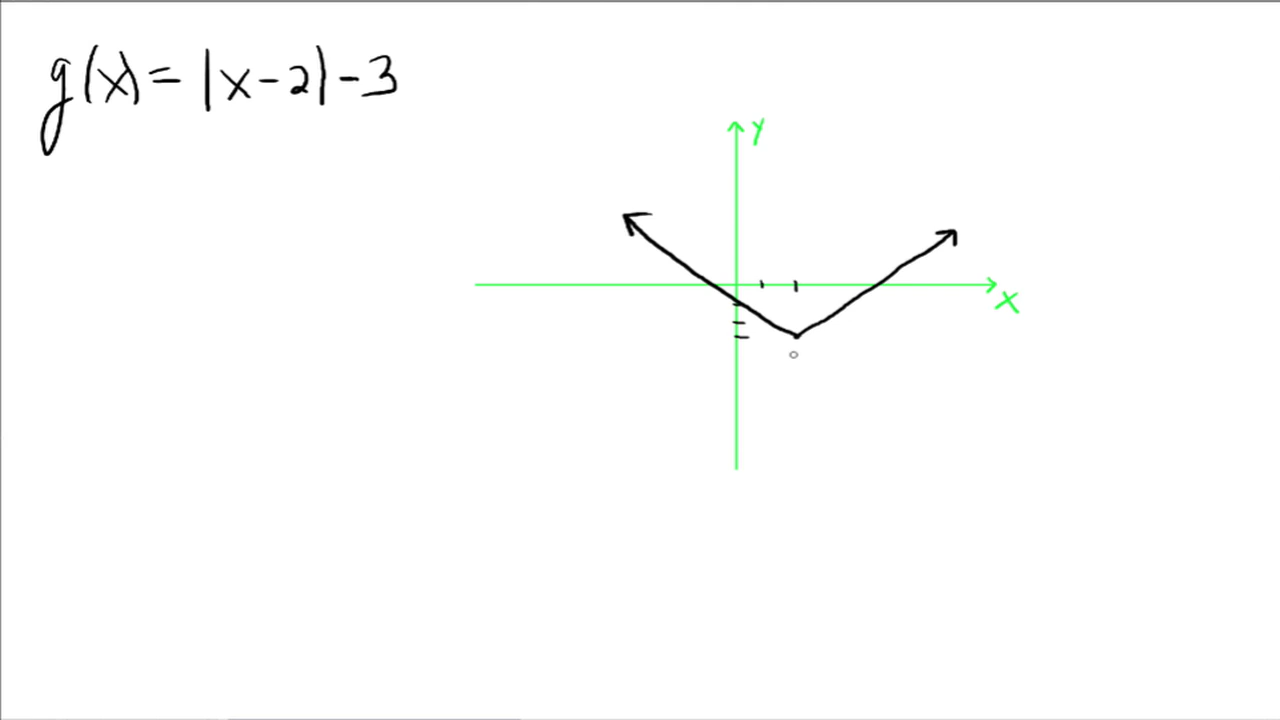 g(x) = |x-2|-3
Y
X